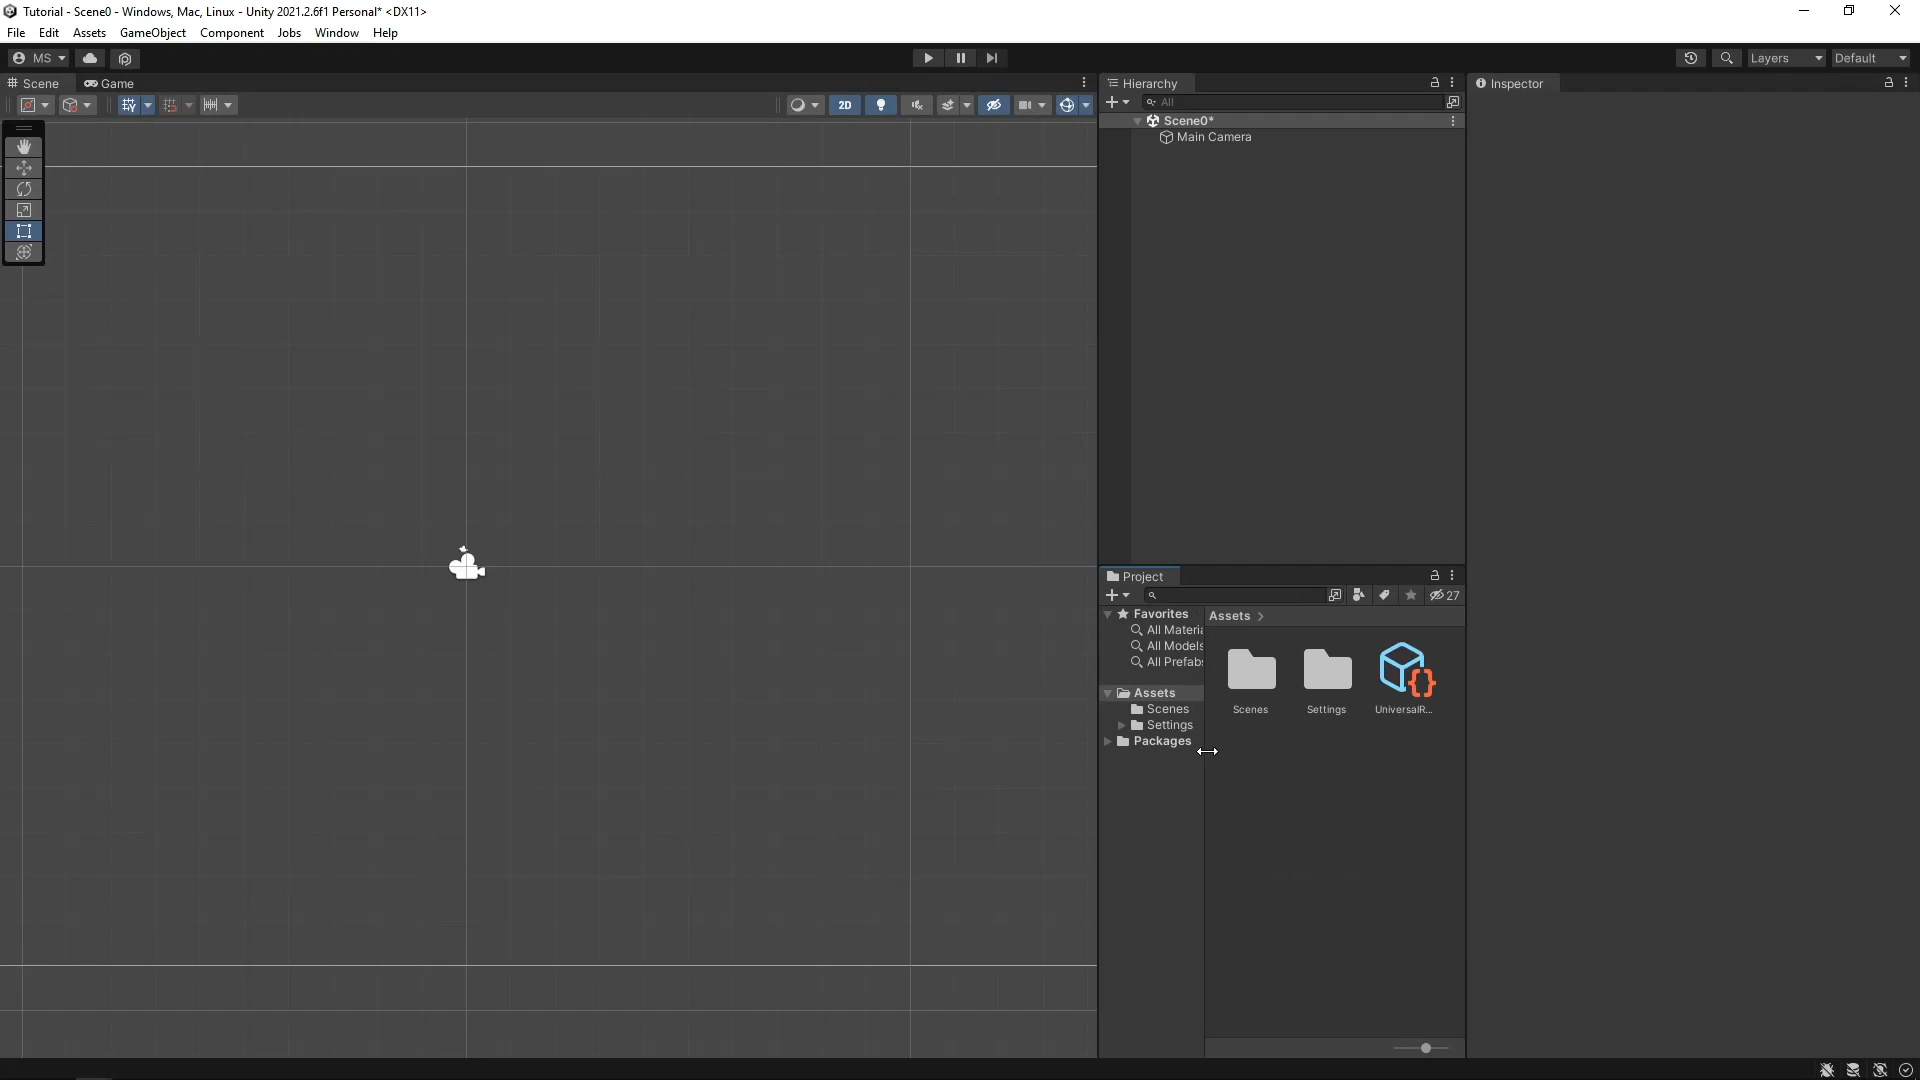 Tutorial - Scene0 - Windows, Mac, Linux - Unity 2021.2.6f1 Personal* <DX11>
File Edit Assets GameObject Component Jobs Window Help
MS Layers Default
Scene Game Hierarchy Inspector
2D All
Scene0*
Main Camera
Project
27
Favorites Assets
All Materia
All Models
All Prefabs
Assets
Scenes
Settings
Packages
Scenes Settings UniversalR...